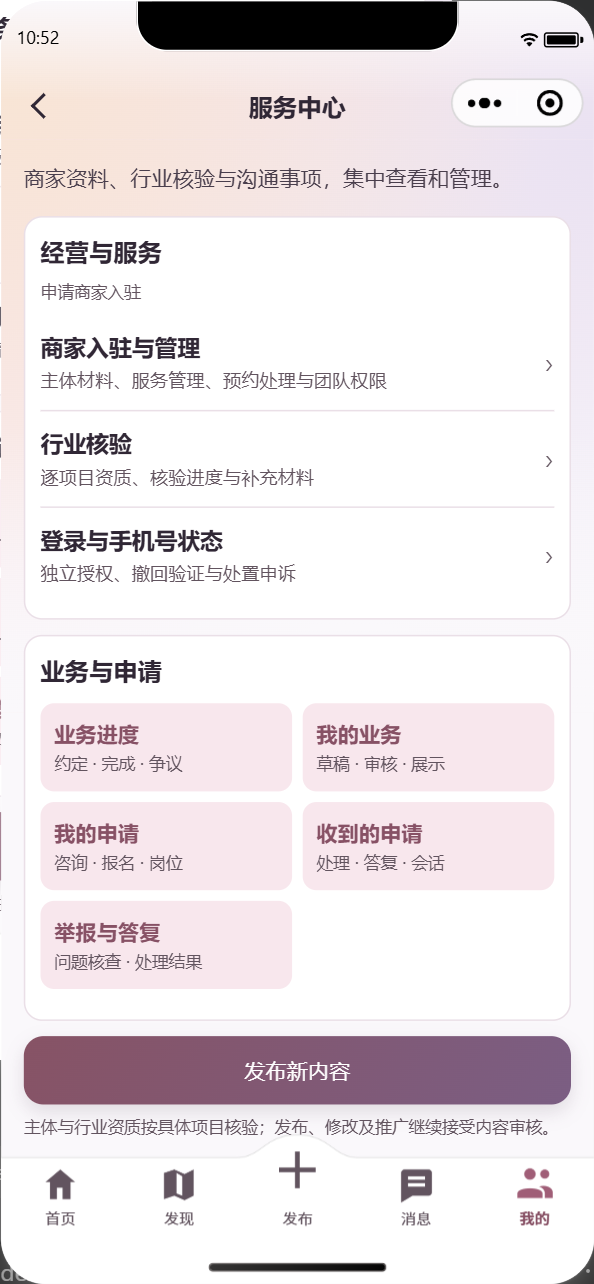 10:52
服务中心
商家资料、行业核验与沟通事项，集中查看和管理。
经营与服务
申请商家入驻
商家入驻与管理
主体材料、服务管理、预约处理与团队权限
行业核验
逐项目资质、核验进度与补充材料
登录与手机号状态
独立授权、撤回验证与处置申诉
业务与申请
业务进度
约定 · 完成 · 争议
我的业务
草稿 · 审核 · 展示
我的申请
咨询 · 报名 · 岗位
收到的申请
处理 · 答复 · 会话
举报与答复
问题核查 · 处理结果
发布新内容
主体与行业资质按具体项目核验；发布、修改及推广继续接受内容审核。
首页
发现
发布
消息
我的